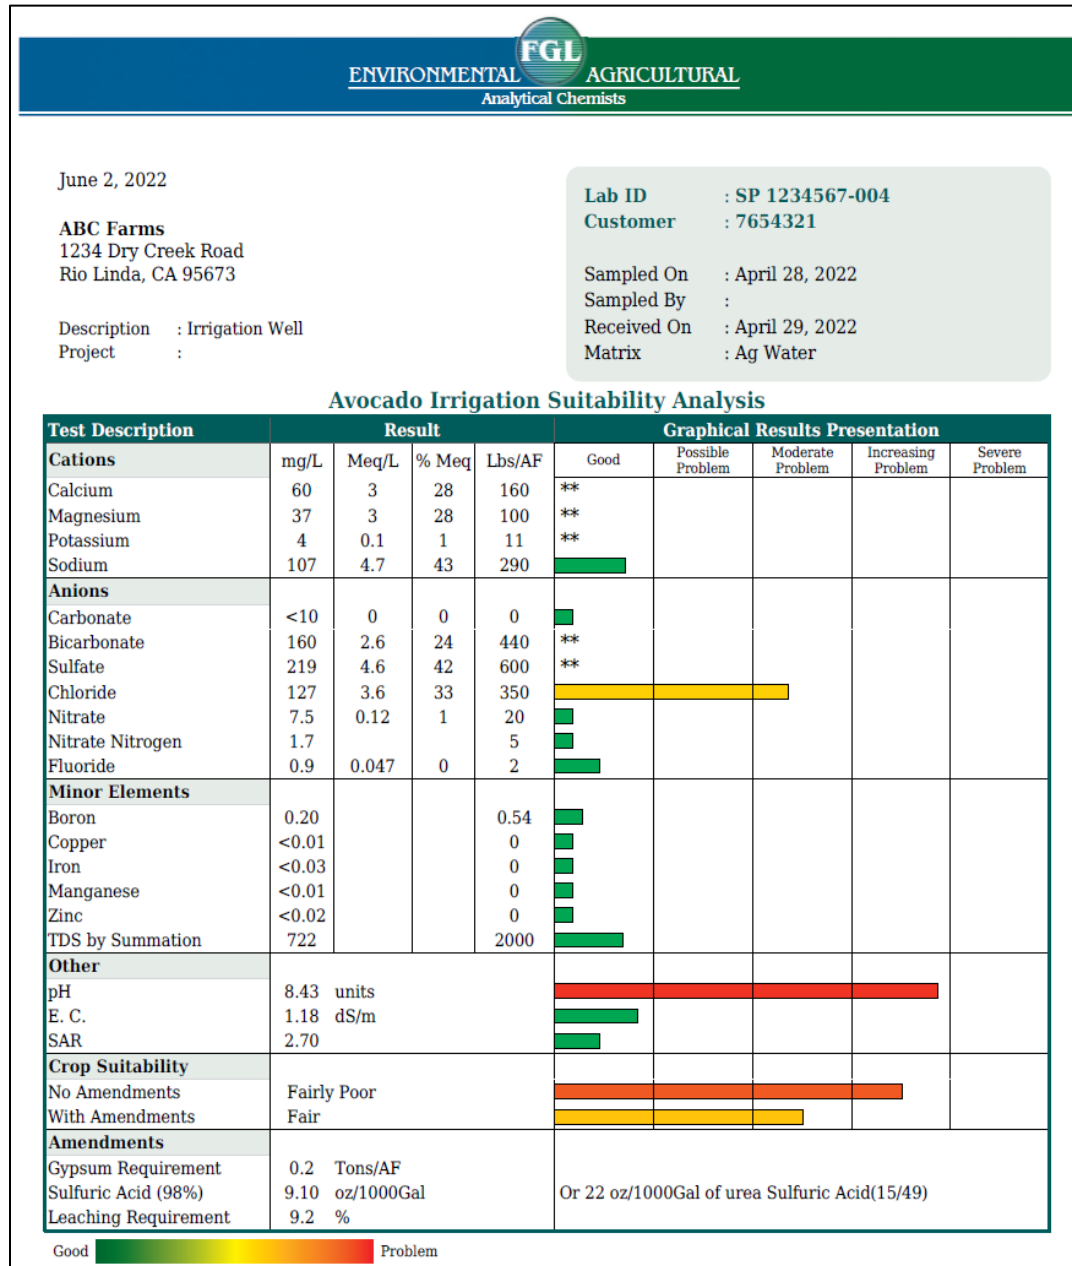 FGL
ENVIRONMENTAL AGRICULTURAL
Analytical Chemists
June 2, 2022
ABC Farms
1234 Dry Creek Road
Rio Linda, CA 95673
Description : Irrigation Well
Project :
Lab ID : SP 1234567-004
Customer : 7654321
Sampled On : April 28, 2022
Sampled By :
Received On : April 29, 2022
Matrix : Ag Water
Avocado Irrigation Suitability Analysis
Test Description Result Graphical Results Presentation
Cations mg/L Meq/L % Meq Lbs/AF Good Possible Problem Moderate Problem Increasing Problem Severe Problem
Calcium 60 3 28 160 **
Magnesium 37 3 28 100 **
Potassium 4 0.1 1 11 **
Sodium 107 4.7 43 290
Anions
Carbonate <10 0 0 0
Bicarbonate 160 2.6 24 440 **
Sulfate 219 4.6 42 600 **
Chloride 127 3.6 33 350
Nitrate 7.5 0.12 1 20
Nitrate Nitrogen 1.7 5
Fluoride 0.9 0.047 0 2
Minor Elements
Boron 0.20 0.54
Copper <0.01 0
Iron <0.03 0
Manganese <0.01 0
Zinc <0.02 0
TDS by Summation 722 2000
Other
pH 8.43 units
E. C. 1.18 dS/m
SAR 2.70
Crop Suitability
No Amendments Fairly Poor
With Amendments Fair
Amendments
Gypsum Requirement 0.2 Tons/AF
Sulfuric Acid (98%) 9.10 oz/1000Gal Or 22 oz/1000Gal of urea Sulfuric Acid(15/49)
Leaching Requirement 9.2 %
Good Problem